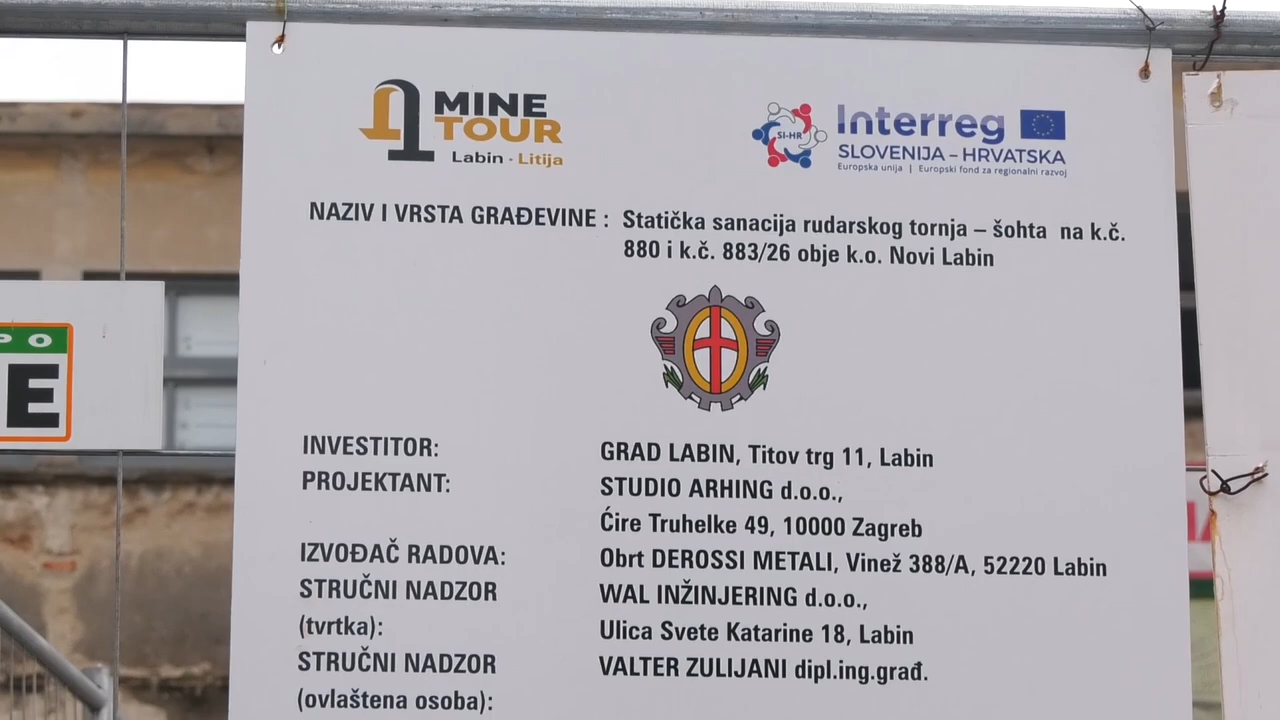 MINE
TOUR
Labin · Litija
SI-HR
Interreg
SLOVENIJA – HRVATSKA
Europska unija | Europski fond za regionalni razvoj
NAZIV I VRSTA GRAĐEVINE : Statička sanacija rudarskog tornja – šohta na k.č.
880 i k.č. 883/26 obje k.o. Novi Labin
PO
E
INVESTITOR: GRAD LABIN, Titov trg 11, Labin
PROJEKTANT: STUDIO ARHING d.o.o.,
Ćire Truhelke 49, 10000 Zagreb
IZVOĐAČ RADOVA: Obrt DEROSSI METALI, Vinež 388/A, 52220 Labin
STRUČNI NADZOR WAL INŽINJERING d.o.o.,
(tvrtka): Ulica Svete Katarine 18, Labin
STRUČNI NADZOR VALTER ZULIJANI dipl.ing.građ.
(ovlaštena osoba):